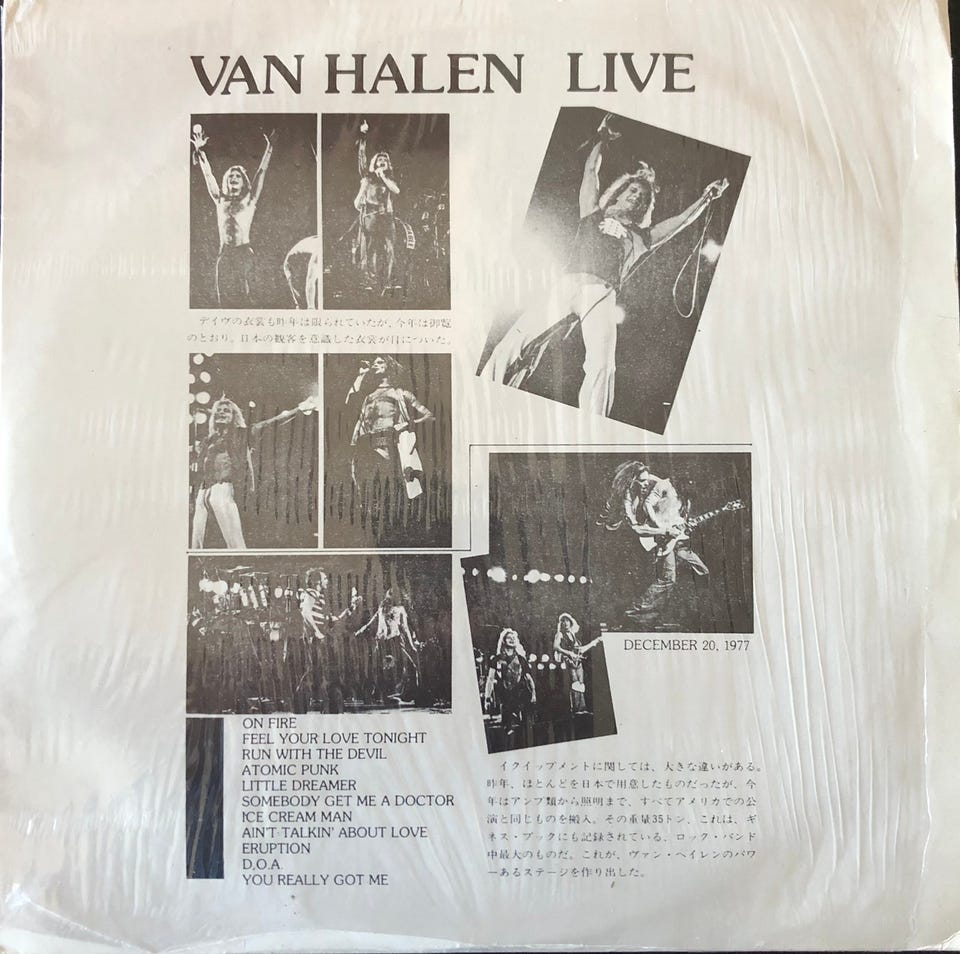 VAN HALEN LIVE
デイヴの衣裳も昨年は限られていたが、今年は御覧
のとおり。日本の観客を意識した衣裳が目についた。
DECEMBER 20, 1977
ON FIRE
FEEL YOUR LOVE TONIGHT
RUN WITH THE DEVIL
ATOMIC PUNK
LITTLE DREAMER
SOMEBODY GET ME A DOCTOR
ICE CREAM MAN
AIN'T TALKIN' ABOUT LOVE
ERUPTION
D.O.A.
YOU REALLY GOT ME
イクイップメントに関しては、大きな違いがある。
昨年、ほとんどを日本で用意したものだったが、今
年はアンプ類から照明まで、すべてアメリカでの公
演と同じものを搬入。その重量35トン、これは、ギ
ネス・ブックにも記録されている、ロック・バンド
中最大のものだ。これが、ヴァン・ヘイレンのパワ
ーあるステージを作り出した。